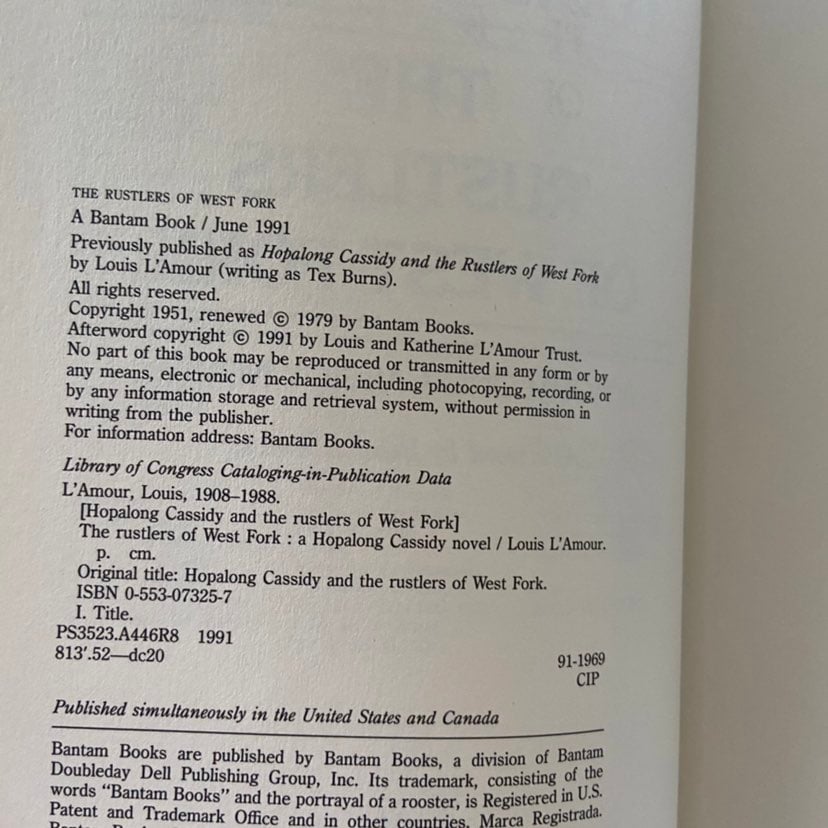 THE RUSTLERS OF WEST FORK
A Bantam Book / June 1991
Previously published as Hopalong Cassidy and the Rustlers of West Fork
by Louis L'Amour (writing as Tex Burns).
All rights reserved.
Copyright 1951, renewed © 1979 by Bantam Books.
Afterword copyright © 1991 by Louis and Katherine L'Amour Trust.
No part of this book may be reproduced or transmitted in any form or by
any means, electronic or mechanical, including photocopying, recording, or
by any information storage and retrieval system, without permission in
writing from the publisher.
For information address: Bantam Books.
Library of Congress Cataloging-in-Publication Data
L'Amour, Louis, 1908–1988.
[Hopalong Cassidy and the rustlers of West Fork]
The rustlers of West Fork : a Hopalong Cassidy novel / Louis L'Amour.
p. cm.
Original title: Hopalong Cassidy and the rustlers of West Fork.
ISBN 0-553-07325-7
I. Title.
PS3523.A446R8 1991
813'.52—dc20 91-1969
CIP
Published simultaneously in the United States and Canada
Bantam Books are published by Bantam Books, a division of Bantam
Doubleday Dell Publishing Group, Inc. Its trademark, consisting of the
words "Bantam Books" and the portrayal of a rooster, is Registered in U.S.
Patent and Trademark Office and in other countries. Marca Registrada.